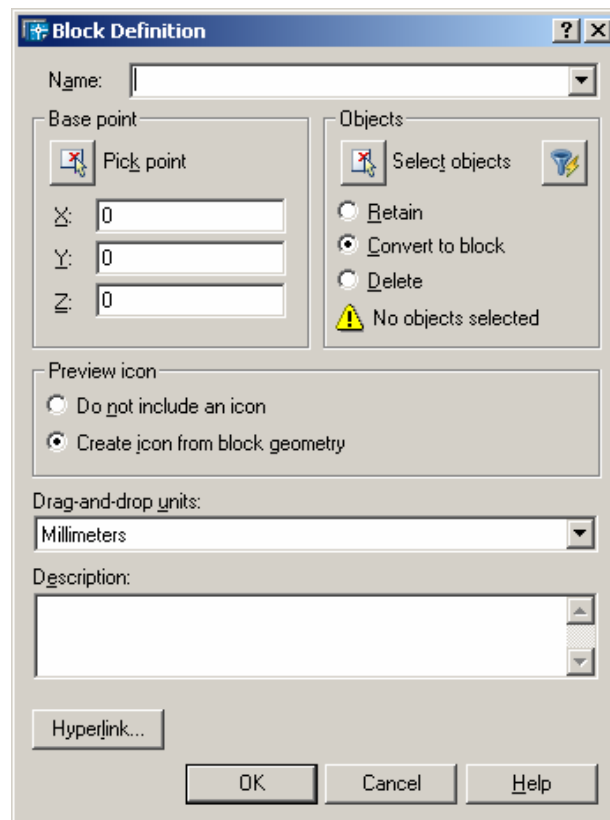 Block Definition
Name:
Base point
Pick point
X: 0
Y: 0
Z: 0
Objects
Select objects
Retain
Convert to block
Delete
No objects selected
Preview icon
Do not include an icon
Create icon from block geometry
Drag-and-drop units:
Millimeters
Description:
Hyperlink...
OK Cancel Help